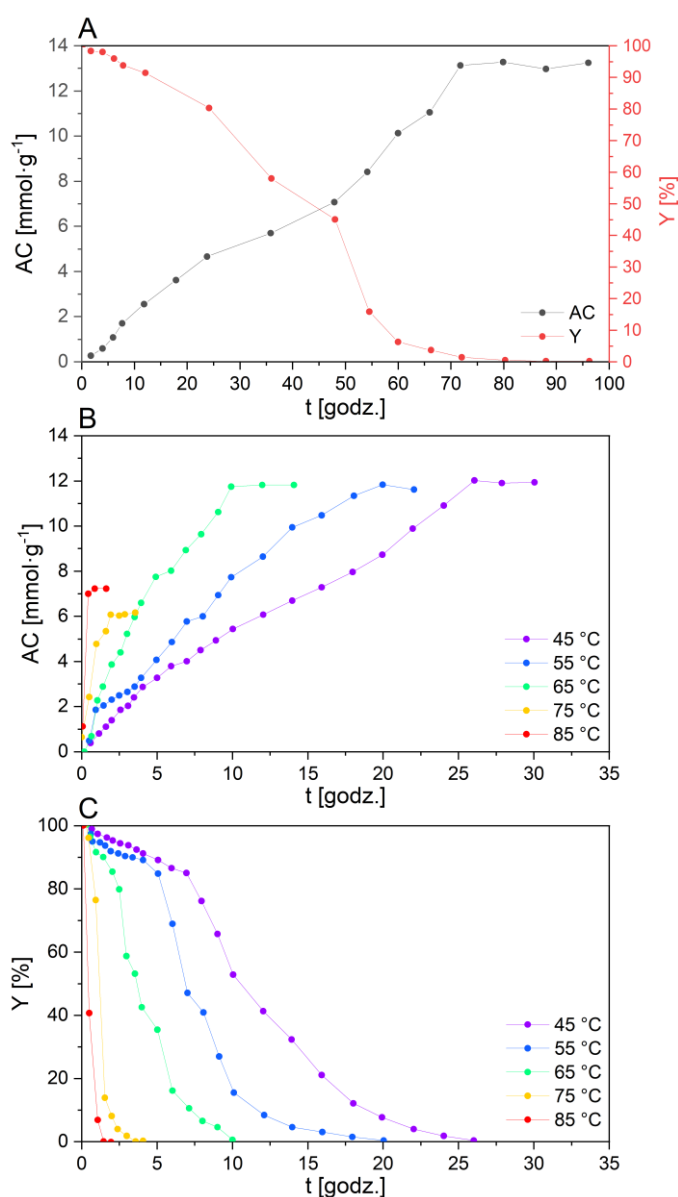 A
14
12
10
8
6
4
2
0
AC [mmol·g⁻¹]
100
90
80
70
60
50
40
30
20
10
0
Y [%]
AC
Y
0 10 20 30 40 50 60 70 80 90 100
t [godz.]
B
14
12
10
8
6
4
2
0
AC [mmol·g⁻¹]
45 °C
55 °C
65 °C
75 °C
85 °C
0 5 10 15 20 25 30 35
t [godz.]
C
100
80
60
40
20
0
Y [%]
45 °C
55 °C
65 °C
75 °C
85 °C
0 5 10 15 20 25 30 35
t [godz.]